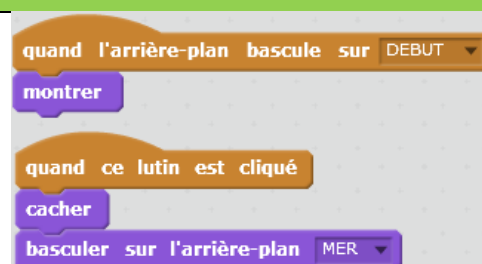 quand l'arrière-plan bascule sur DEBUT
montrer
quand ce lutin est cliqué
cacher
basculer sur l'arrière-plan MER